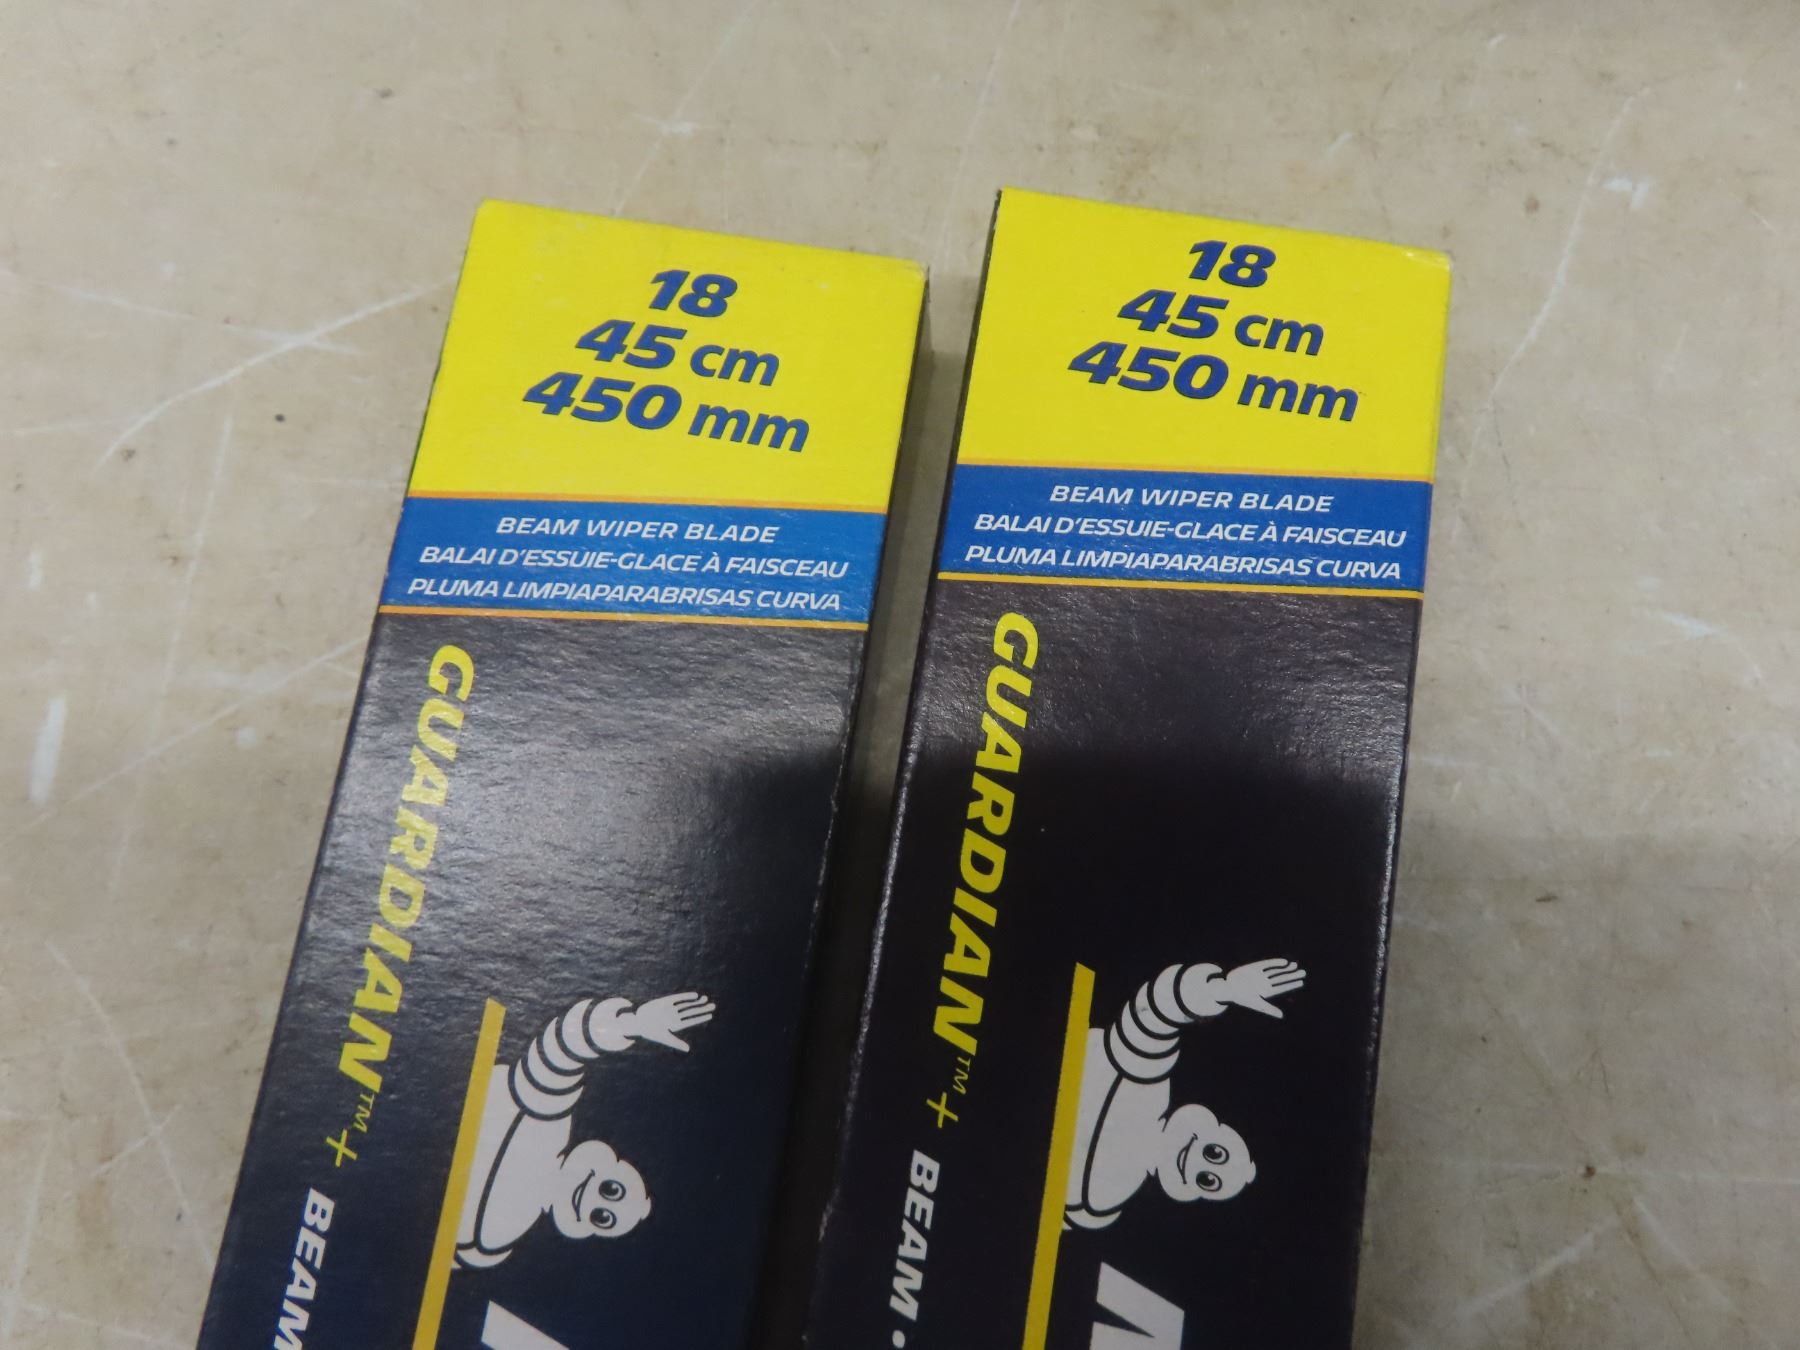 18
45 cm
450 mm
BEAM WIPER BLADE
BALAI D'ESSUIE-GLACE À FAISCEAU
PLUMA LIMPIAPARABRISAS CURVA
GUARDIAN™+ BEAM
18
45 cm
450 mm
BEAM WIPER BLADE
BALAI D'ESSUIE-GLACE À FAISCEAU
PLUMA LIMPIAPARABRISAS CURVA
GUARDIAN™+ BEAM •